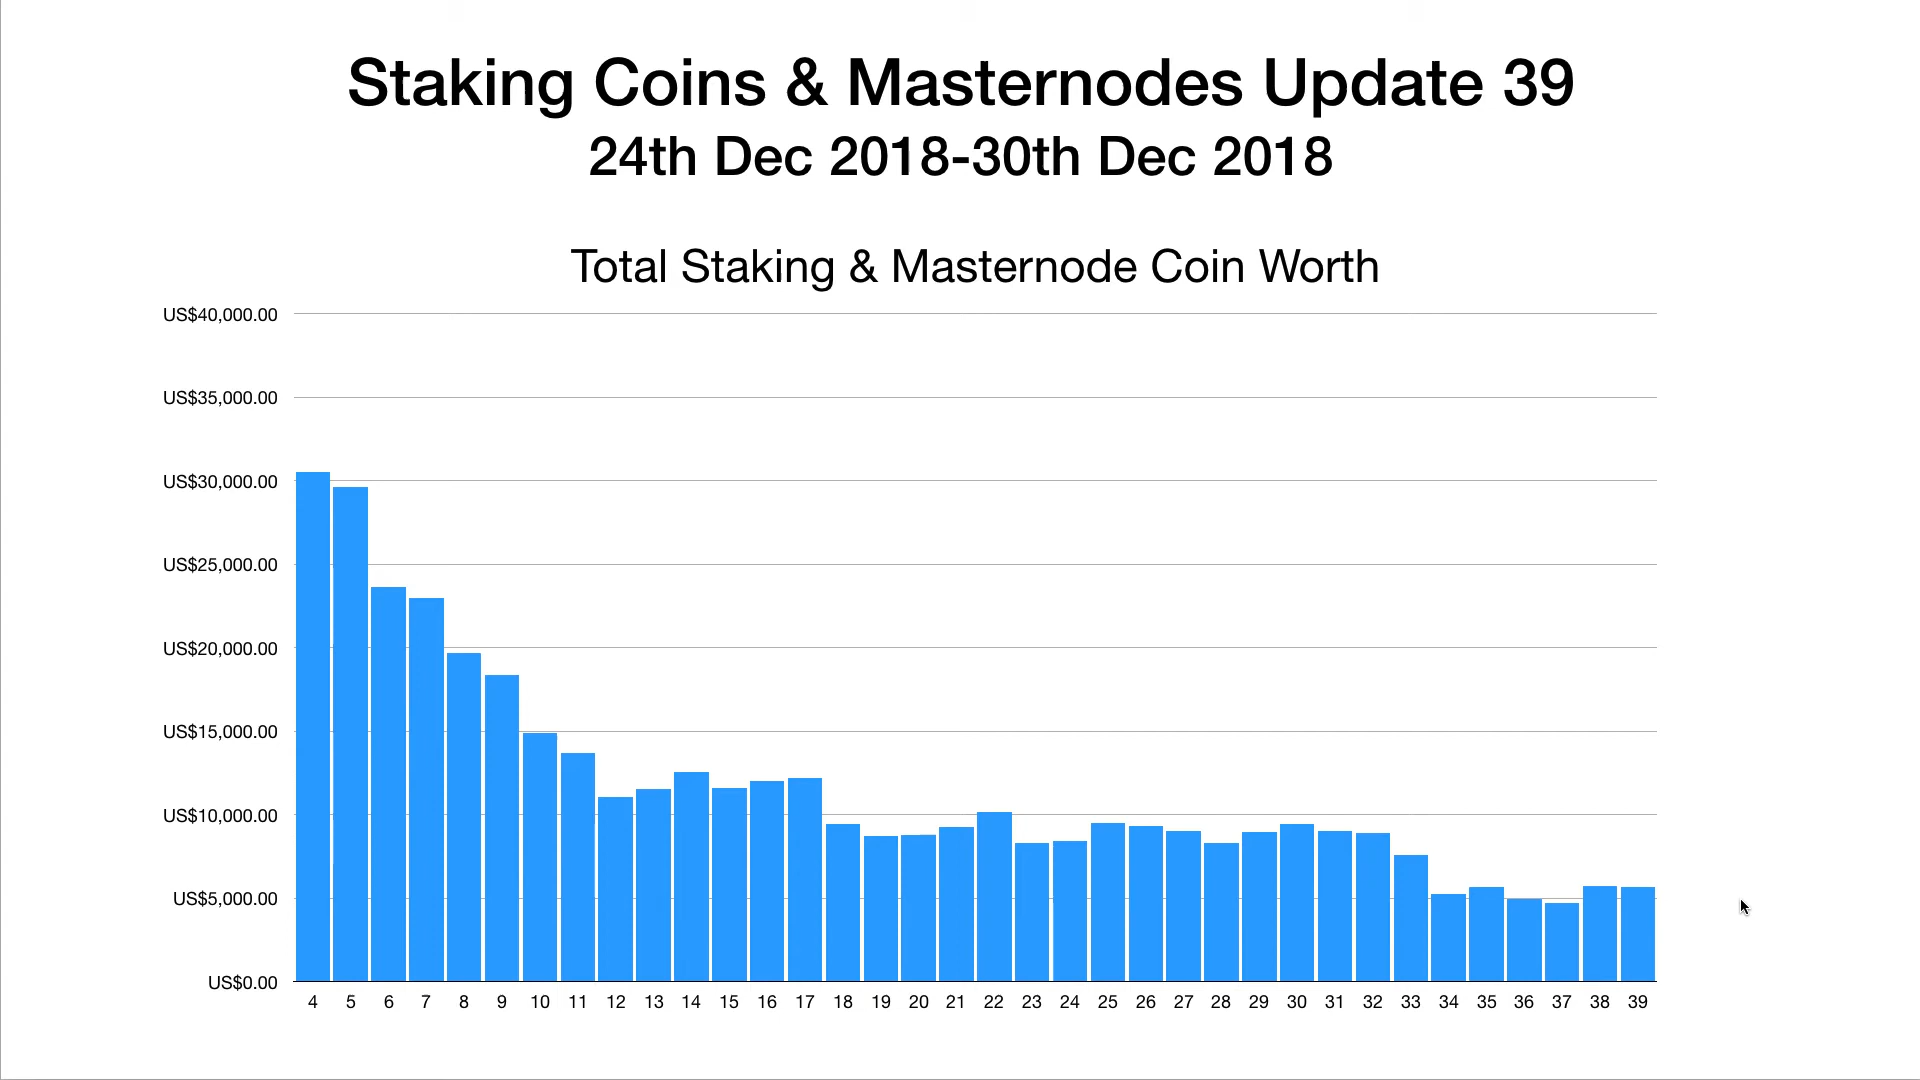 Staking Coins & Masternodes Update 39
24th Dec 2018-30th Dec 2018
Total Staking & Masternode Coin Worth
US$40,000.00
US$35,000.00
US$30,000.00
US$25,000.00
US$20,000.00
US$15,000.00
US$10,000.00
US$5,000.00
US$0.00
4 5 6 7 8 9 10 11 12 13 14 15 16 17 18 19 20 21 22 23 24 25 26 27 28 29 30 31 32 33 34 35 36 37 38 39